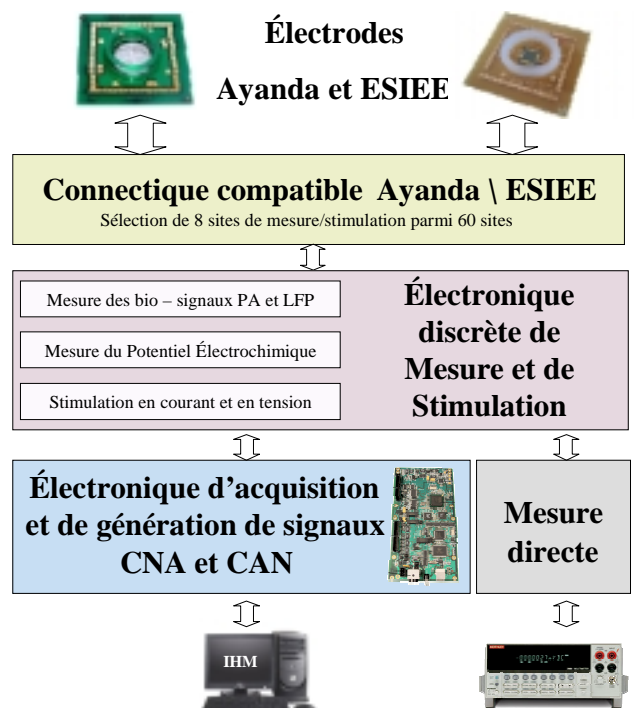 Électrodes
Ayanda et ESIEE
Connectique compatible Ayanda \ ESIEE
Sélection de 8 sites de mesure/stimulation parmi 60 sites
Mesure des bio – signaux PA et LFP
Mesure du Potentiel Électrochimique
Stimulation en courant et en tension
Électronique
discrète de
Mesure et de
Stimulation
Électronique d'acquisition
et de génération de signaux
CNA et CAN
Mesure
directe
IHM